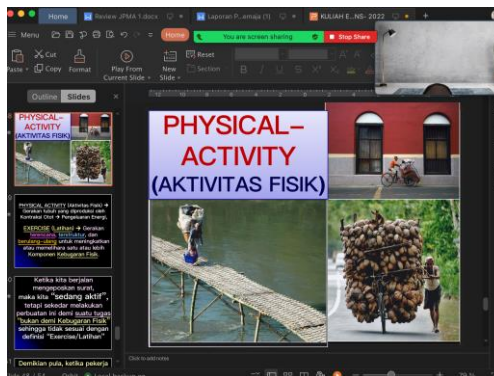 Home
Review JPMA 1.docx
Laporan P...emaja (1)
KULIAH E...NS- 2022
Menu
Home
You are screen sharing
Stop Share
Cut
Paste
Copy
Format
Play From
Current Slide
New
Slide
Reset
Section
B I U S X² X₂
Outline
Slides
PHYSICAL-
ACTIVITY
(AKTIVITAS FISIK)
PHYSICAL ACTIVITY (Aktivitas Fisik) →
Gerakan tubuh yang diproduksi oleh
Kontraksi Otot → Pengeluaran Energi,
EXERCISE (Latihan) → Gerakan
terencana, terstruktur, dan
berulang-ulang untuk meningkatkan
atau memelihara satu atau lebih
Komponen Kebugaran Fisik.
Ketika kita berjalan
mengeposkan surat,
maka kita "sedang aktif",
tetapi sekedar melakukan
perbuatan ini demi suatu tugas
"bukan demi Kebugaran Fisik"
sehingga tidak sesuai dengan
definisi "Exercise/Latihan"
Demikian pula, ketika pekerja
PHYSICAL-
ACTIVITY
(AKTIVITAS FISIK)
Click to add notes